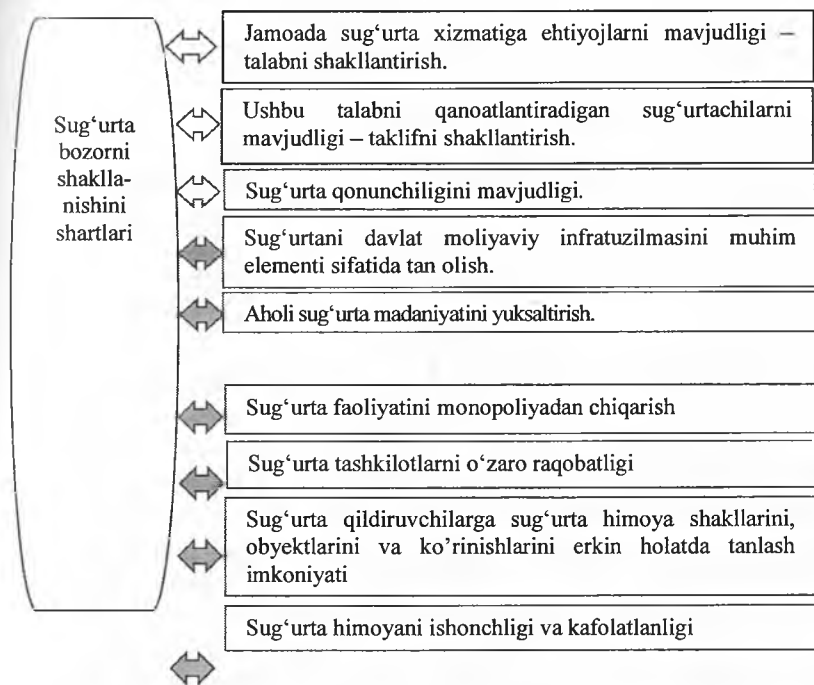 Sug‘urta
bozorni
shaklla-
nishini
shartlari
Jamoada sug‘urta xizmatiga ehtiyojlarni mavjudligi –
talabni shakllantirish.
Ushbu talabni qanoatlantiradigan sug‘urtachilarni
mavjudligi – taklifni shakllantirish.
Sug‘urta qonunchiligini mavjudligi.
Sug‘urtani davlat moliyaviy infratuzilmasini muhim
elementi sifatida tan olish.
Aholi sug‘urta madaniyatini yuksaltirish.
Sug‘urta faoliyatini monopoliyadan chiqarish
Sug‘urta tashkilotlarni o‘zaro raqobatligi
Sug‘urta qildiruvchilarga sug‘urta himoya shakllarini,
obyektlarini va ko’rinishlarini erkin holatda tanlash
imkoniyati
Sug‘urta himoyani ishonchligi va kafolatlanligi